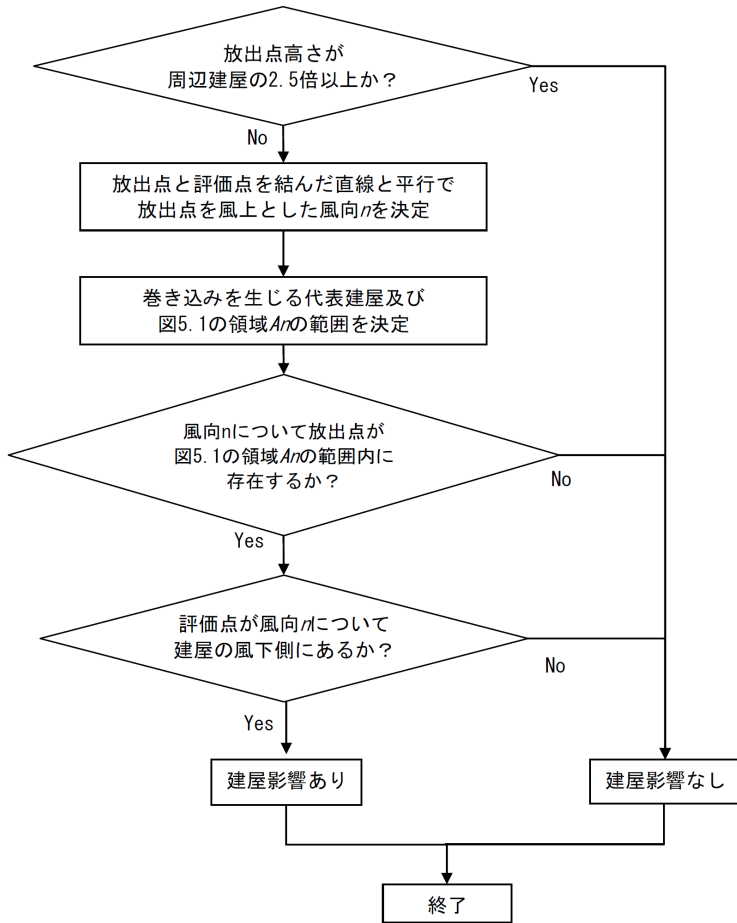 放出点高さが
周辺建屋の2.5倍以上か？
Yes
No
放出点と評価点を結んだ直線と平行で
放出点を風上とした風向nを決定
巻き込みを生じる代表建屋及び
図5.1の領域Anの範囲を決定
風向nについて放出点が
図5.1の領域Anの範囲内に
存在するか？
No
Yes
評価点が風向nについて
建屋の風下側にあるか？
No
Yes
建屋影響あり
建屋影響なし
終了